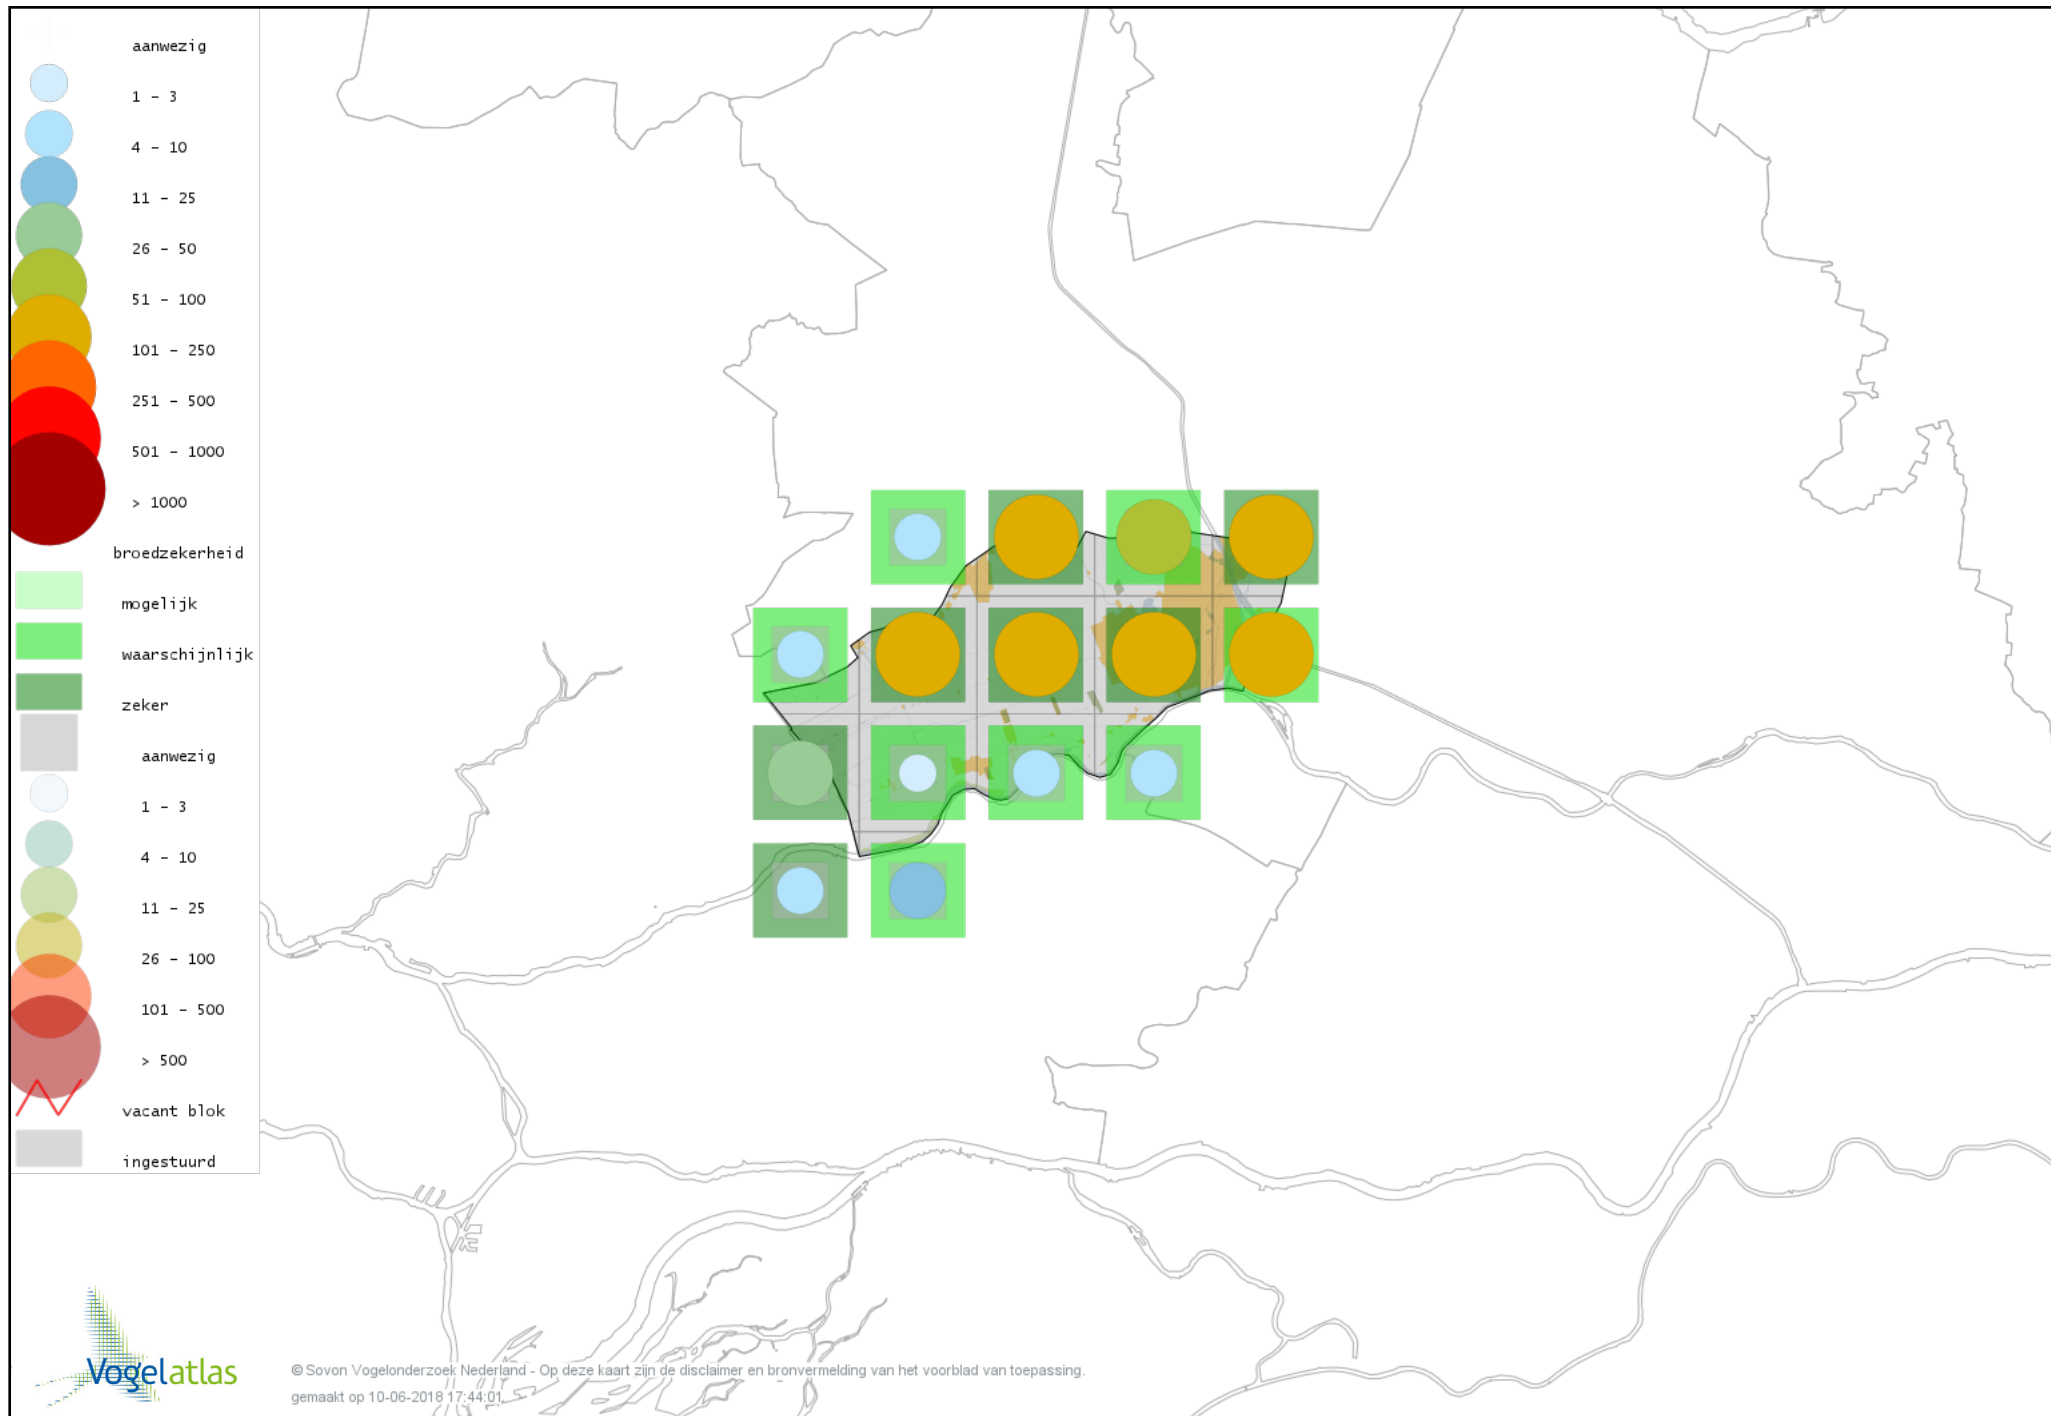 aanwezig
1 - 3
4 - 10
11 - 25
26 - 50
51 - 100
101 - 250
251 - 500
501 - 1000
> 1000
broedzekerheid
mogelijk
waarschijnlijk
zeker
aanwezig
1 - 3
4 - 10
11 - 25
26 - 100
101 - 500
> 500
vacant blok
ingestuurd
Vogelatlas
© Sovon Vogelonderzoek Nederland - Op deze kaart zijn de disclaimer en bronvermelding van het voorblad van toepassing.
gemaakt op 10-06-2018 17:44:01